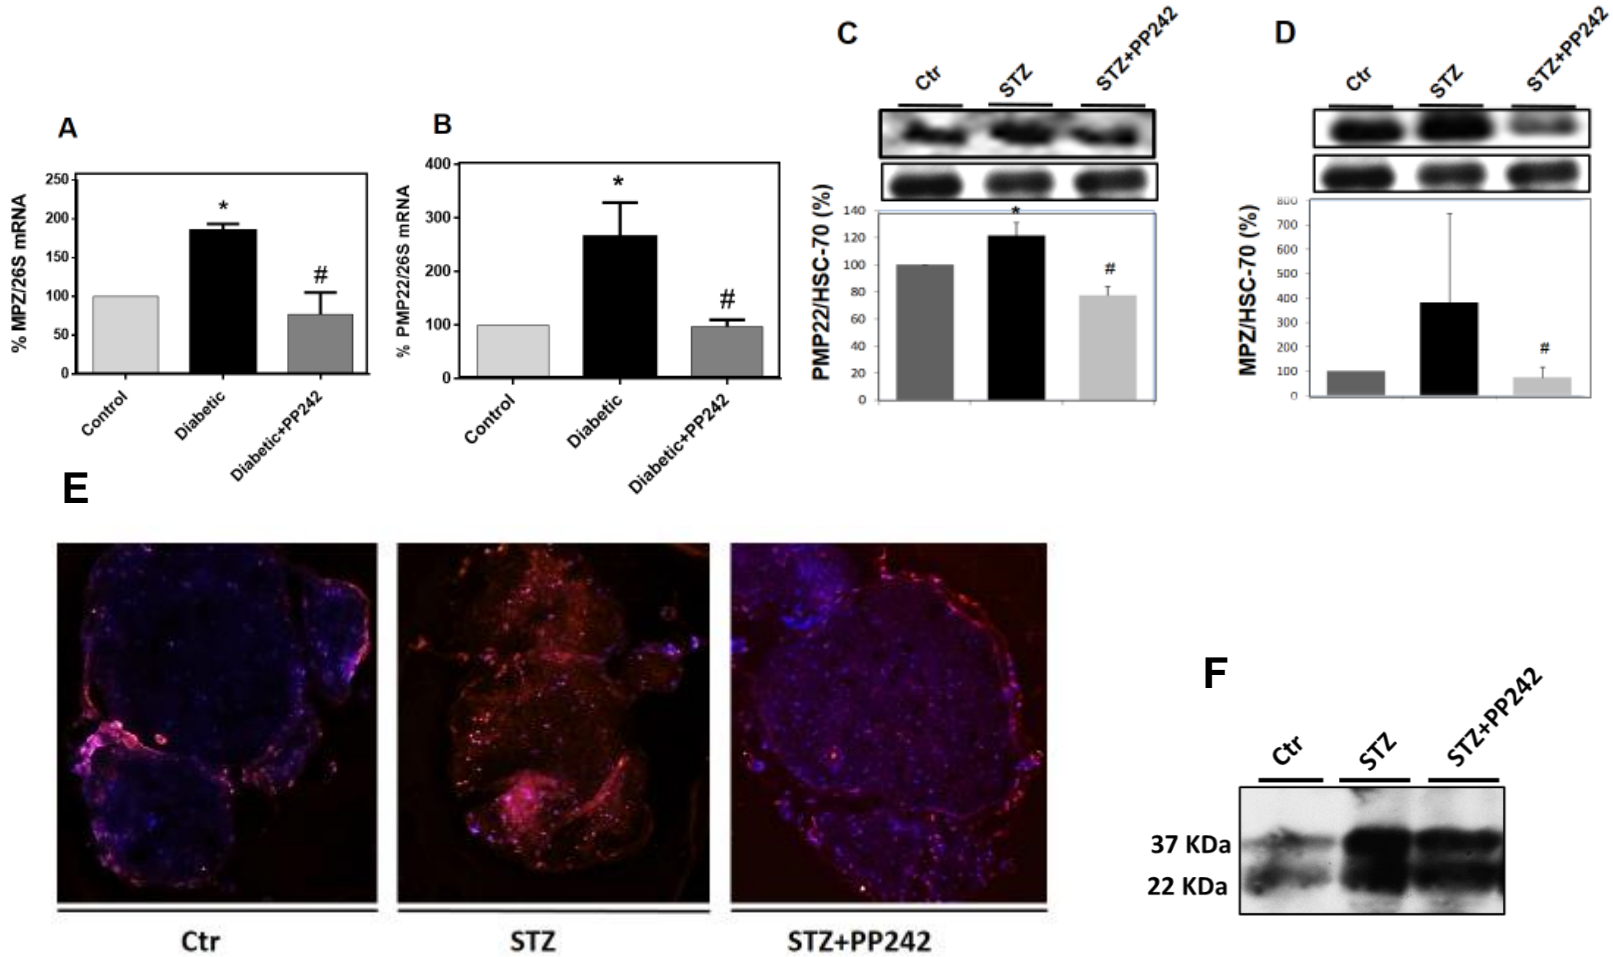 A
% MPZ/26S mRNA
250
200
150
100
50
0
*
#
Control
Diabetic
Diabetic+PP242
B
% PMP22/26S mRNA
400
300
200
100
0
*
#
Control
Diabetic
Diabetic+PP242
C
Ctr
STZ
STZ+PP242
PMP22/HSC-70 (%)
140
120
100
80
60
40
20
0
*
#
D
Ctr
STZ
STZ+PP242
MPZ/HSC-70 (%)
800
700
600
500
400
300
200
100
0
#
E
Ctr
STZ
STZ+PP242
F
Ctr
STZ
STZ+PP242
37 KDa
22 KDa